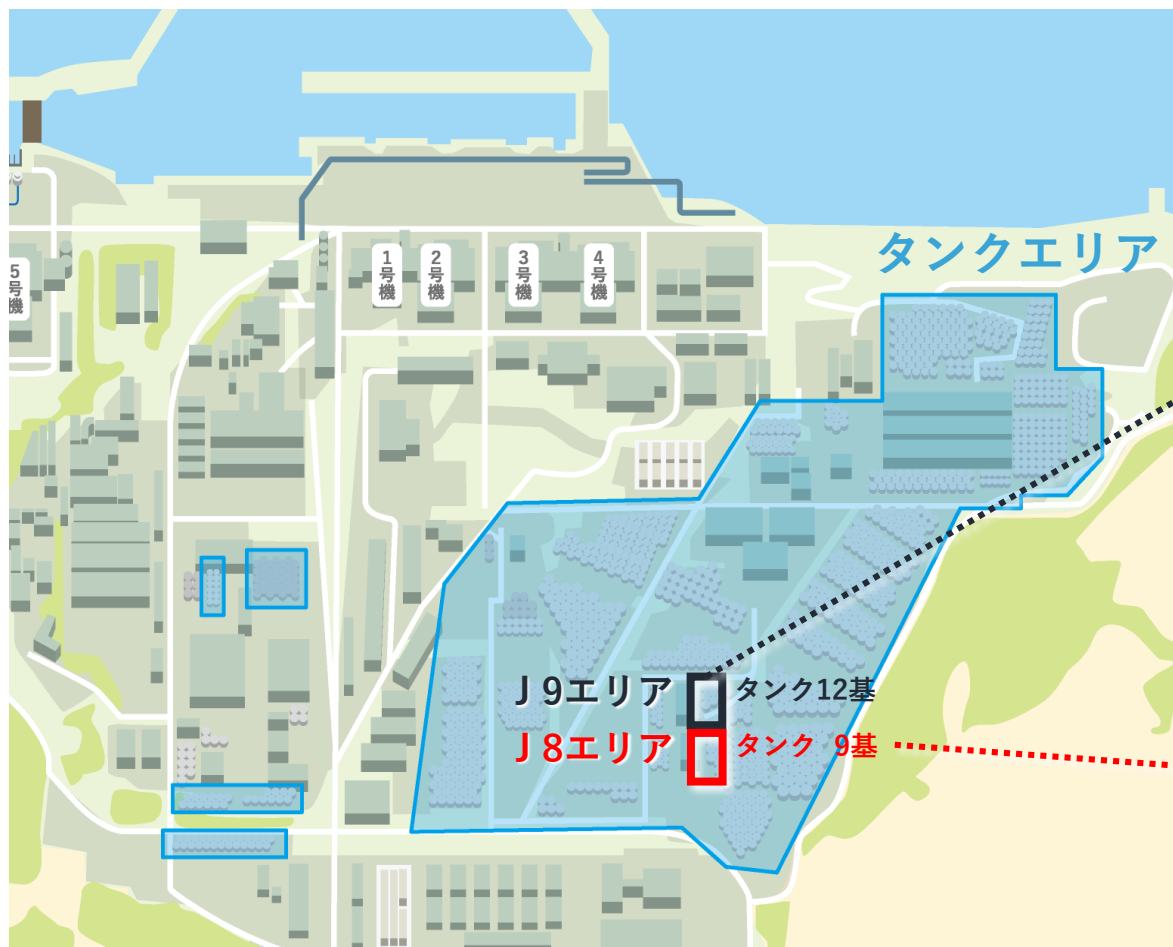 タンクエリア
1号機
2号機
3号機
4号機
5号機
J 9エリア
タンク12基
J 8エリア
タンク 9基